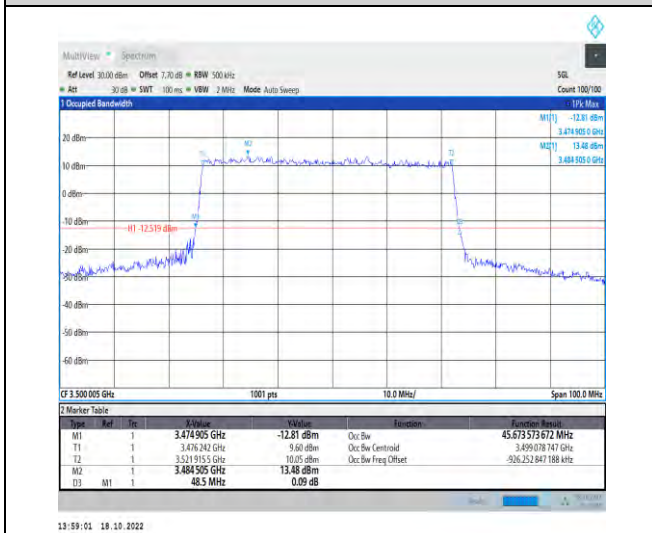 MultiView Spectrum
Ref Level 30.00 dBm Offset 7.70 dB RBW 500 kHz SGL
Att 30 dB SWT 100 ms VBW 2 MHz Mode Auto Sweep Count 100/100
1 Occupied Bandwidth 1Pk Max
M1[1] -12.81 dBm
3.474 905 0 GHz
M2[1] 13.48 dBm
3.484 505 0 GHz
20 dBm
M2
T1 T2
10 dBm
0 dBm
-10 dBm
M1
H1 -12.519 dBm
-20 dBm
-30 dBm
-40 dBm
-50 dBm
-60 dBm
CF 3.500 005 GHz 1001 pts 10.0 MHz/ Span 100.0 MHz
2 Marker Table
Type Ref Trc X-Value Y-Value Function Function Result
M1 1 3.474 905 GHz -12.81 dBm Occ Bw 45.673 573 672 MHz
T1 1 3.476 242 GHz 9.60 dBm Occ Bw Centroid 3.499 078 747 GHz
T2 1 3.521 915 5 GHz 10.05 dBm Occ Bw Freq Offset -926.252 847 188 kHz
M2 1 3.484 505 GHz 13.48 dBm
D3 M1 1 48.5 MHz 0.09 dB
13:59:01 18.10.2022